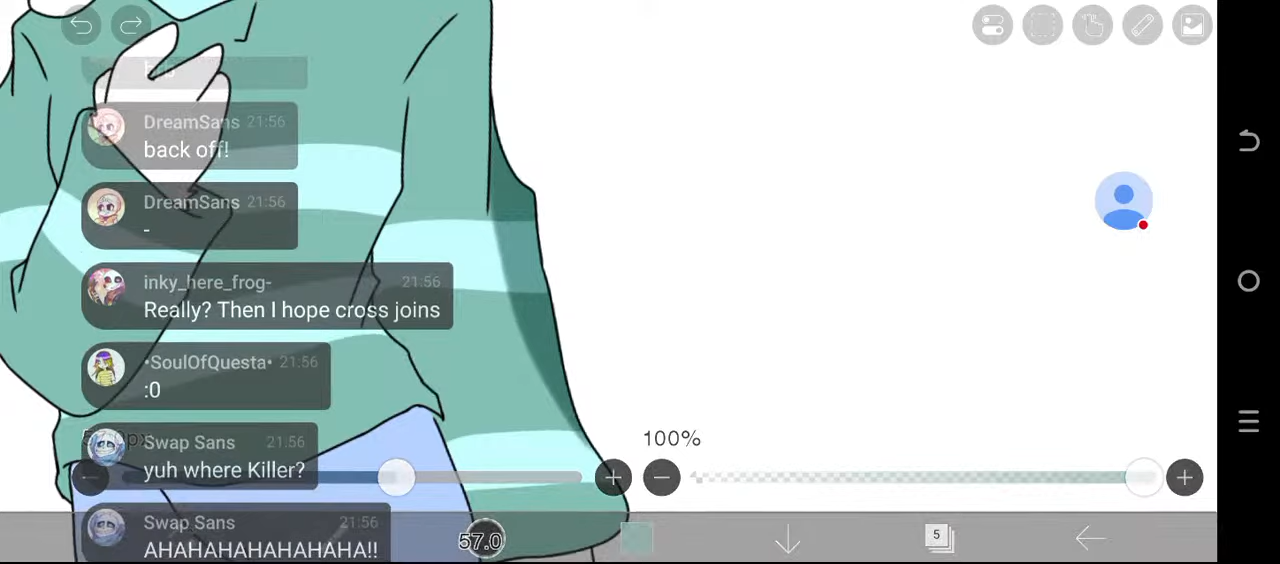 DreamSans 21:56
back off!
DreamSans 21:56
-
inky_here_frog- 21:56
Really? Then I hope cross joins
•SoulOfQuesta• 21:56
:0
Swap Sans 21:56
yuh where Killer?
100%
Swap Sans 21:56
AHAHAHAHAHAHAHA!!
57.0
5